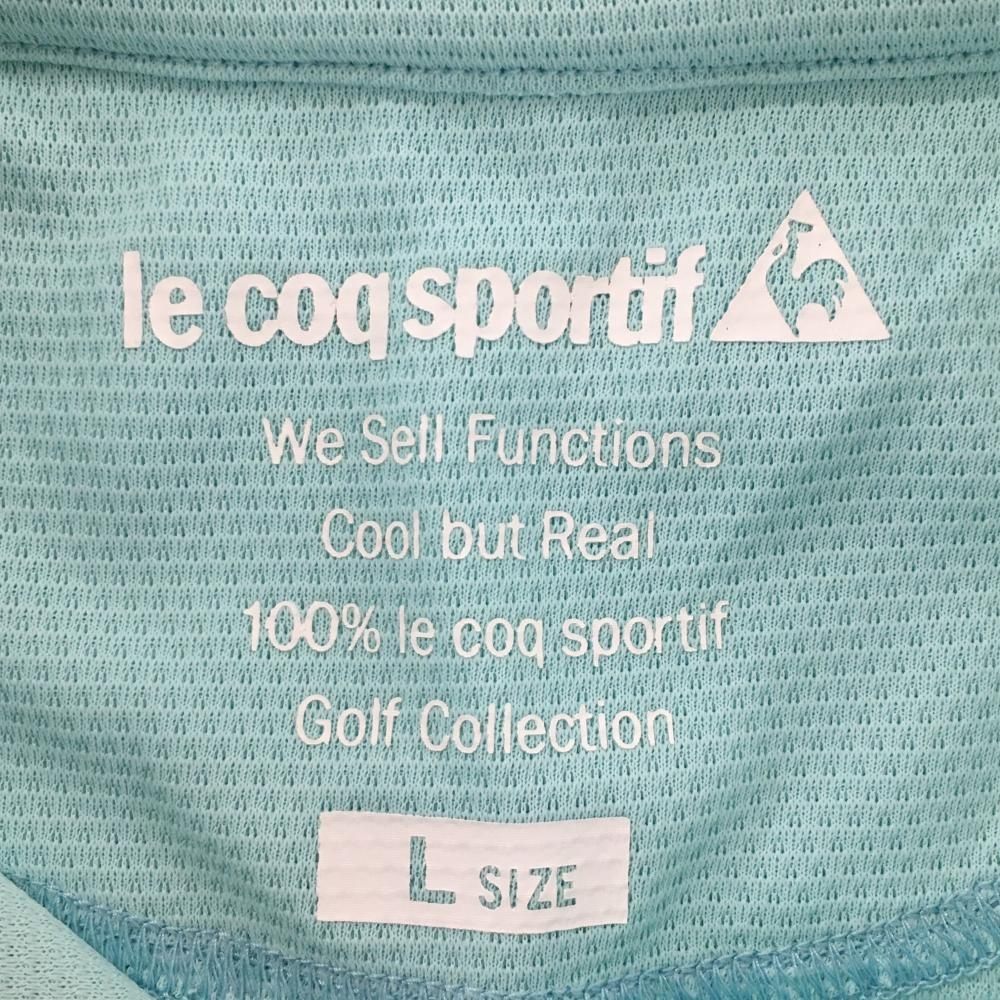 le coq sportif
We Sell Functions
Cool but Real
100% le coq sportif
Golf Collection
L SIZE